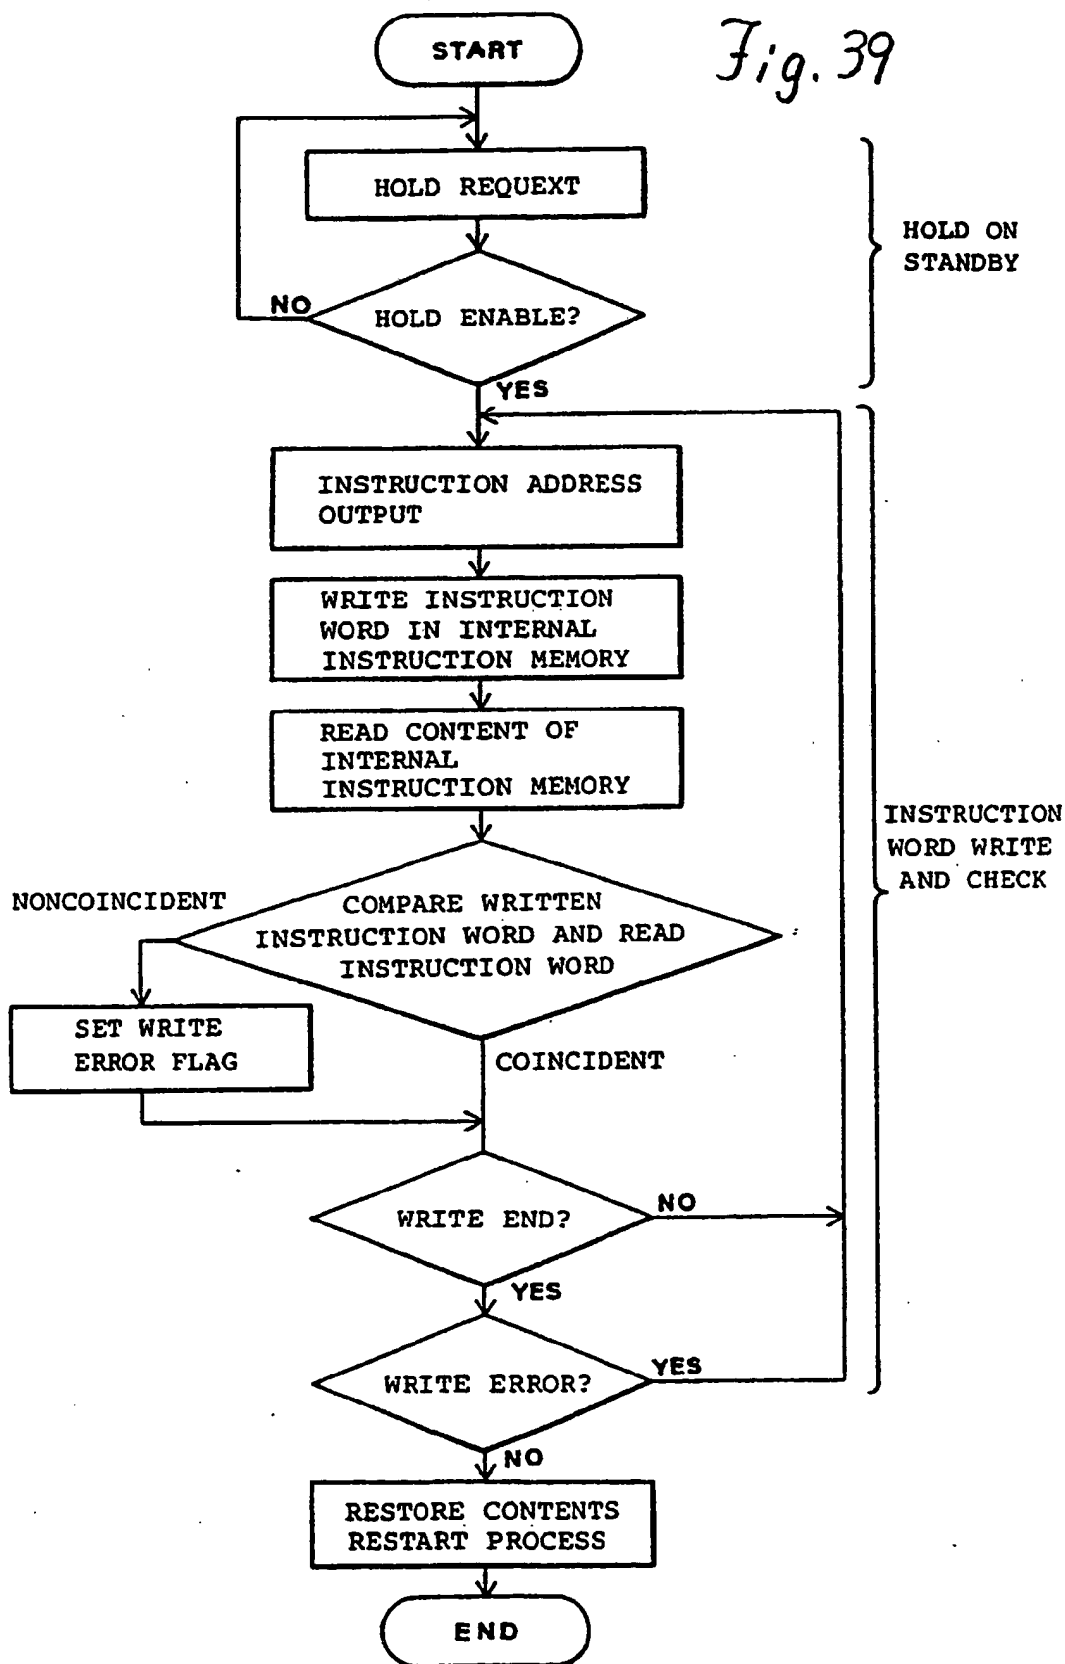 START
Fig. 39
HOLD REQUEXT
HOLD ON
STANDBY
NO
HOLD ENABLE?
YES
INSTRUCTION ADDRESS
OUTPUT
WRITE INSTRUCTION
WORD IN INTERNAL
INSTRUCTION MEMORY
READ CONTENT OF
INTERNAL
INSTRUCTION MEMORY
INSTRUCTION
WORD WRITE
AND CHECK
NONCOINCIDENT
COMPARE WRITTEN
INSTRUCTION WORD AND READ
INSTRUCTION WORD
SET WRITE
ERROR FLAG
COINCIDENT
WRITE END?
NO
YES
WRITE ERROR?
YES
NO
RESTORE CONTENTS
RESTART PROCESS
END